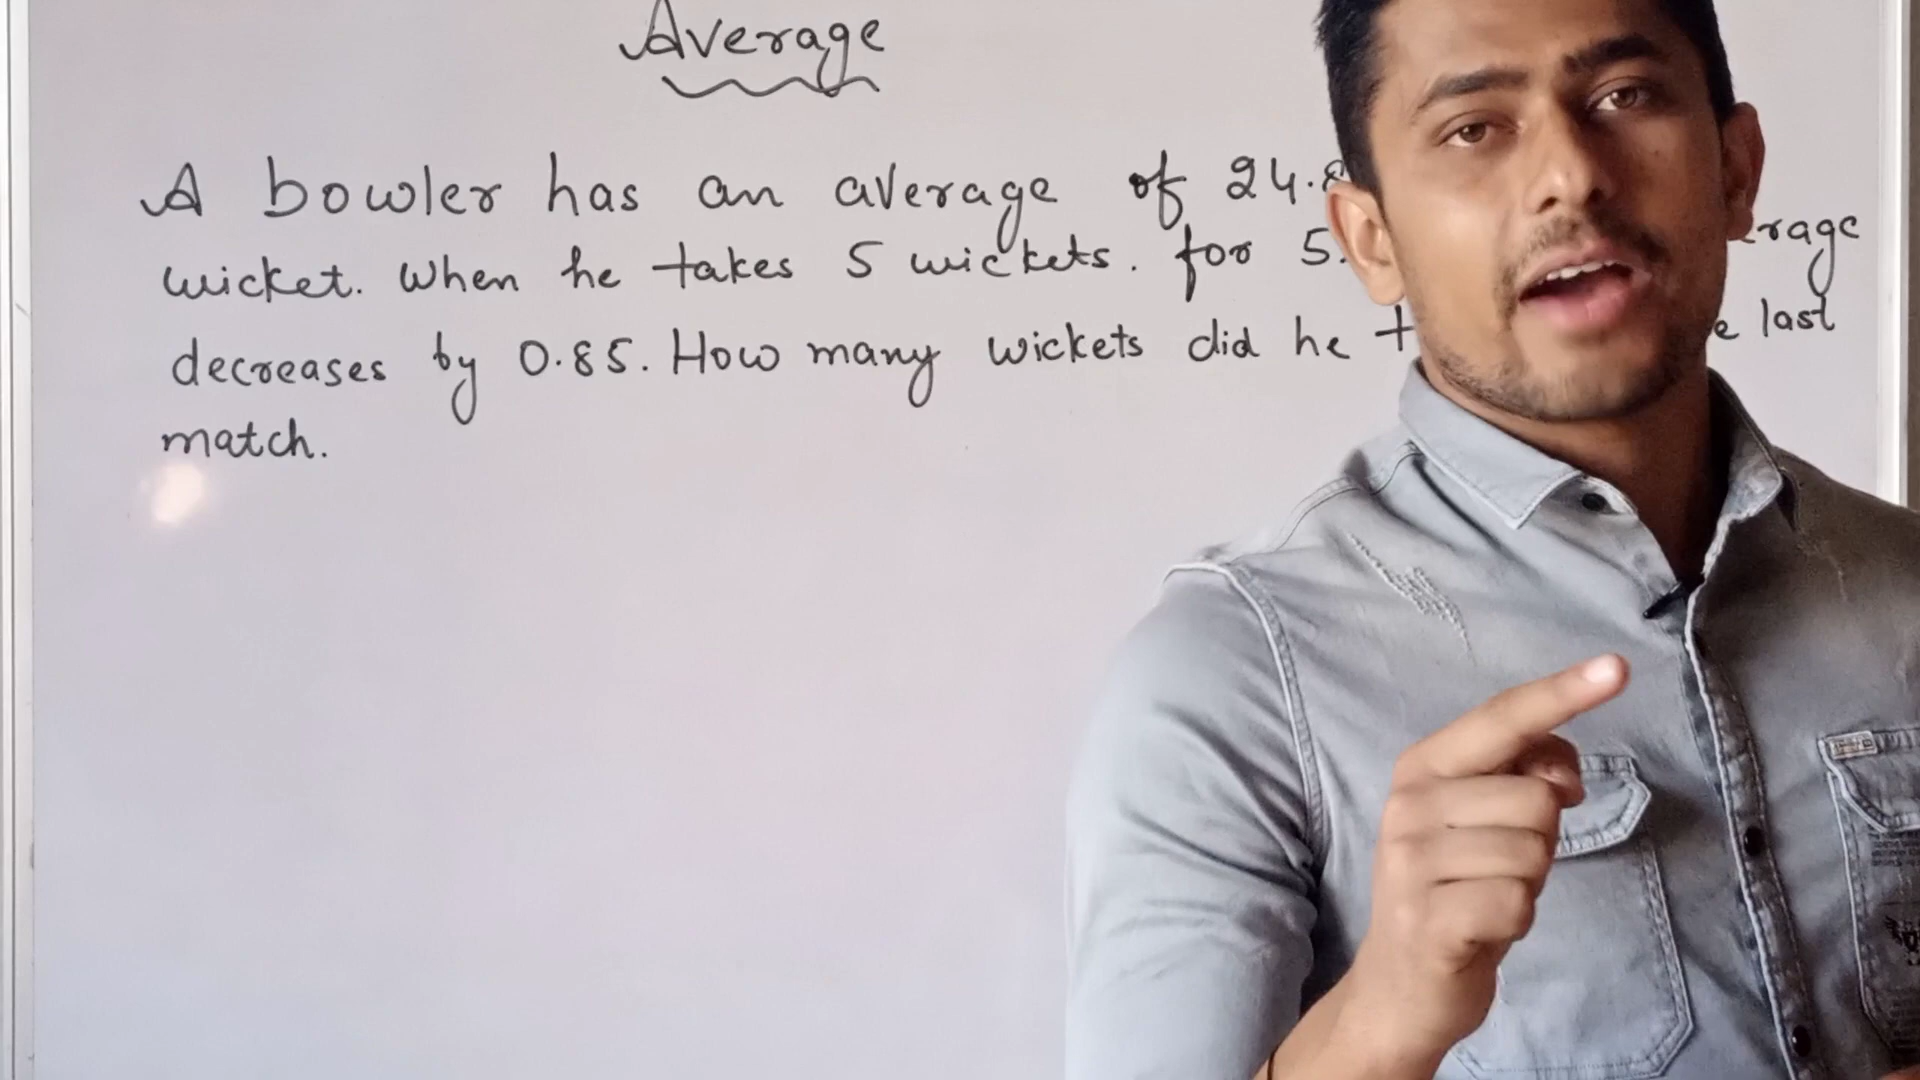 Average
A bowler has an average of 24.8
wicket. When he takes 5 wickets. for 5. rage
decreases by 0.85. How many wickets did he t e last
match.